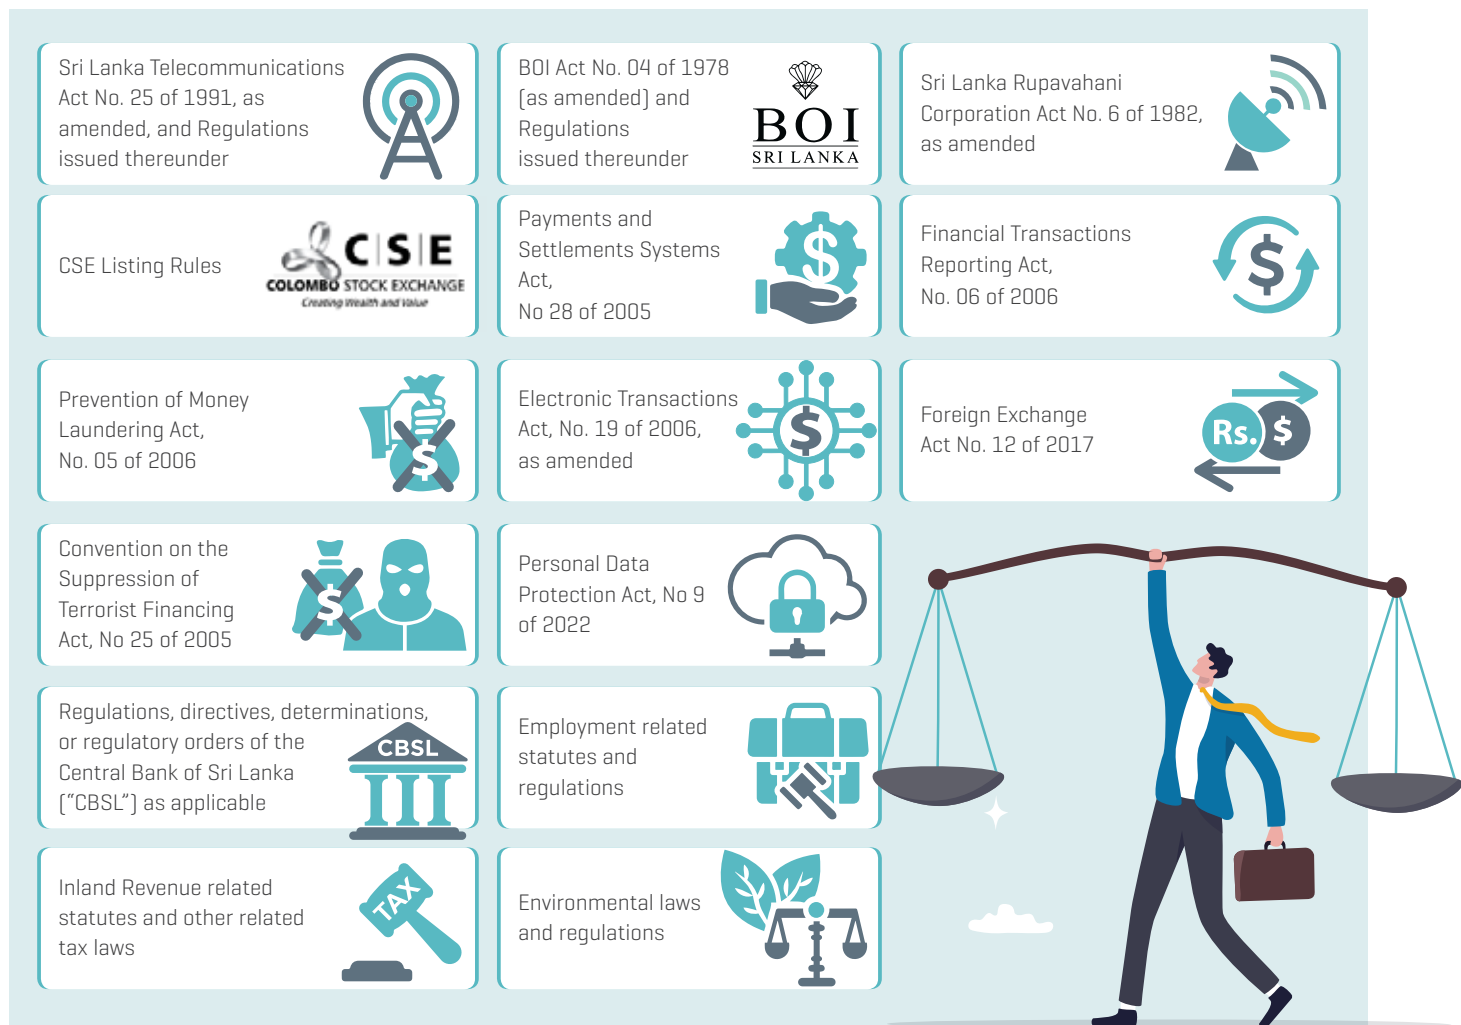 Sri Lanka Telecommunications
Act No. 25 of 1991, as
amended, and Regulations
issued thereunder
BOI Act No. 04 of 1978
(as amended) and
Regulations
issued thereunder
BOI
SRI LANKA
Sri Lanka Rupavahani
Corporation Act No. 6 of 1982,
as amended
CSE Listing Rules
C|S|E
COLOMBO STOCK EXCHANGE
Creating Wealth and Value
Payments and
Settlements Systems
Act,
No 28 of 2005
$
Financial Transactions
Reporting Act,
No. 06 of 2006
$
Prevention of Money
Laundering Act,
No. 05 of 2006
$
Electronic Transactions
Act, No. 19 of 2006,
as amended
$
Foreign Exchange
Act No. 12 of 2017
Rs. $
Convention on the
Suppression of
Terrorist Financing
Act, No 25 of 2005
$
Personal Data
Protection Act, No 9
of 2022
Regulations, directives, determinations,
or regulatory orders of the
Central Bank of Sri Lanka
("CBSL") as applicable
CBSL
Employment related
statutes and
regulations
Inland Revenue related
statutes and other related
tax laws
TAX
Environmental laws
and regulations